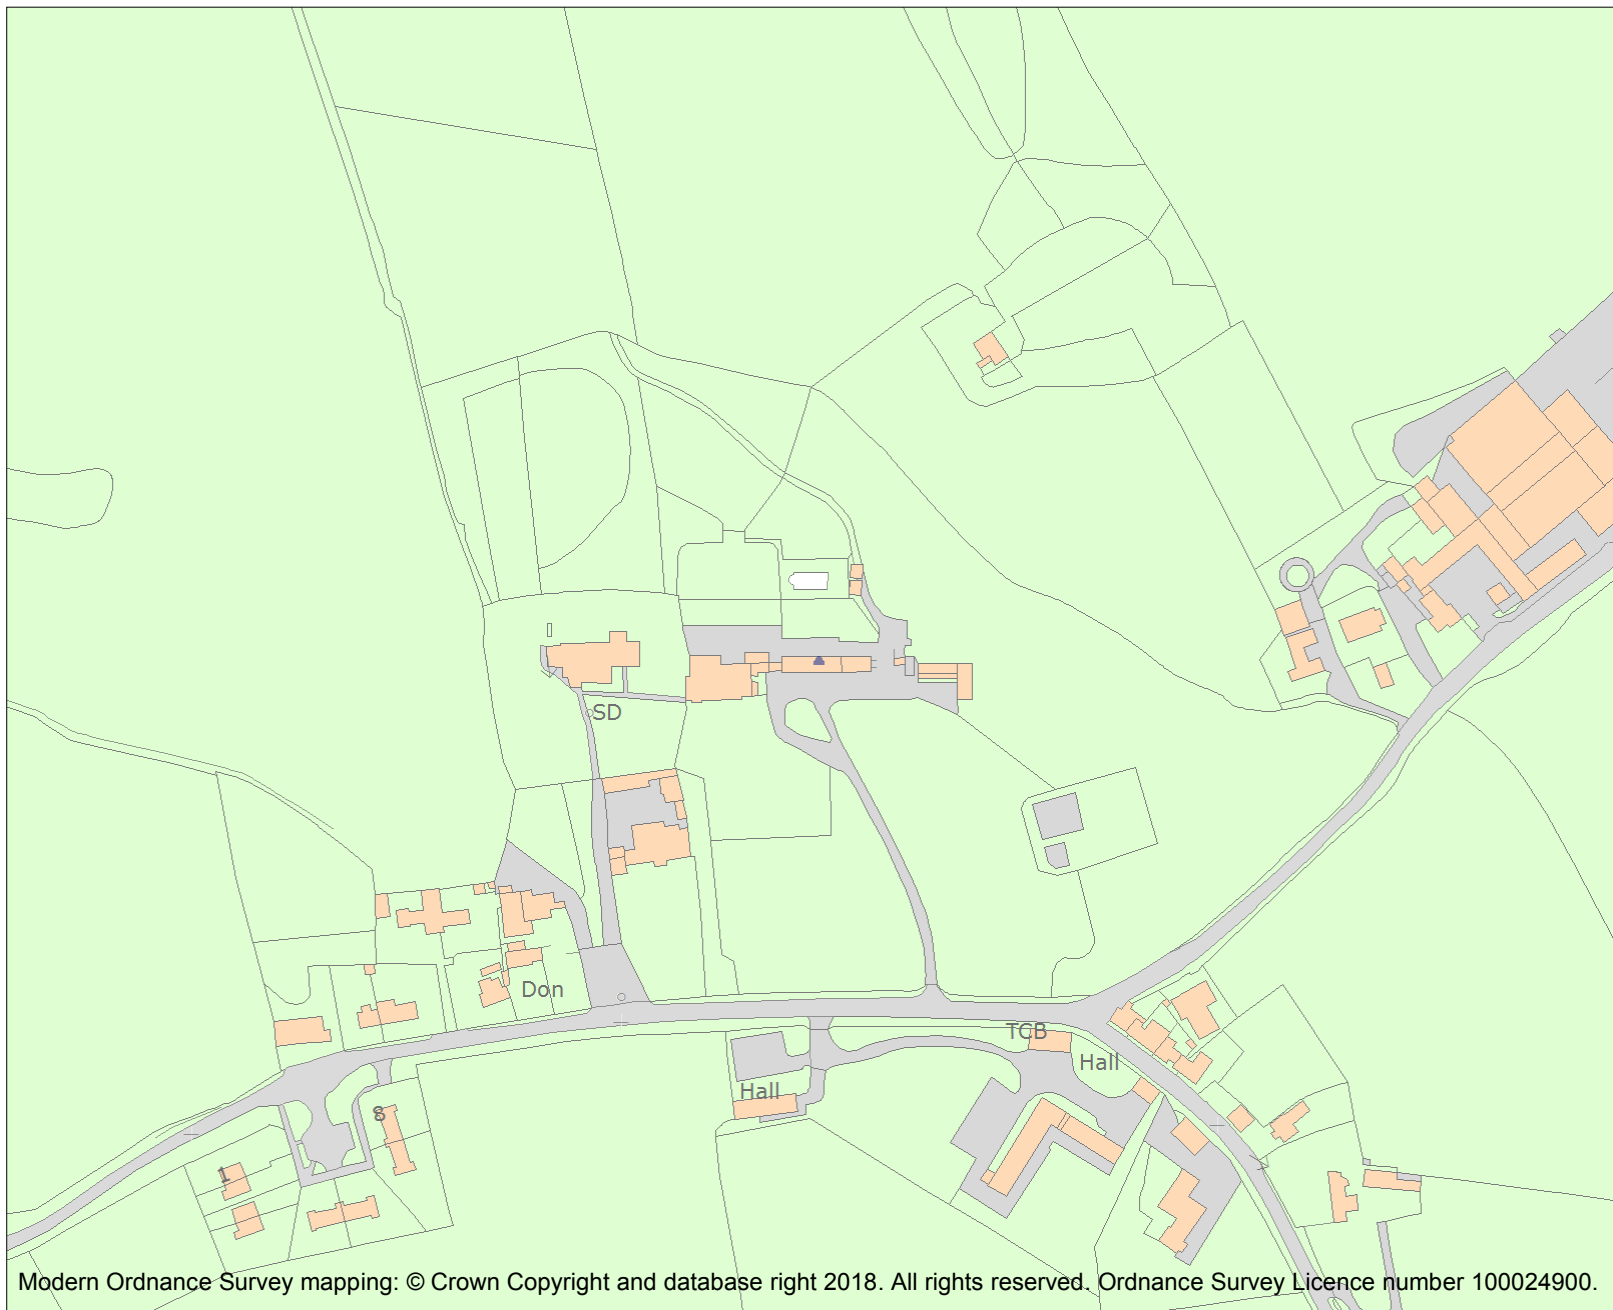 SD
Don
TCB
Hall
Hall
8
1
Modern Ordnance Survey mapping: © Crown Copyright and database right 2018. All rights reserved. Ordnance Survey Licence number 100024900.